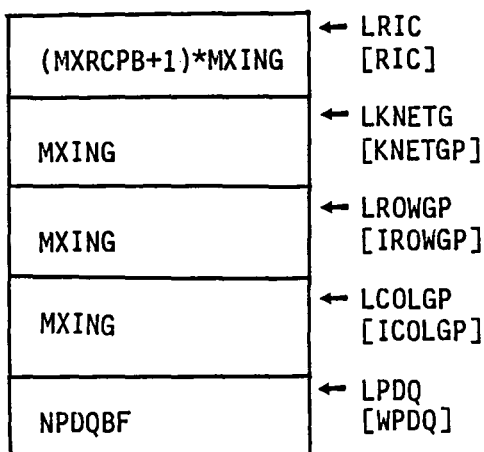 ← LRIC
(MXRCPB+1)*MXING [RIC]
← LKNETG
MXING [KNETGP]
← LROWGP
MXING [IROWGP]
← LCOLGP
MXING [ICOLGP]
← LPDQ
NPDQBF [WPDQ]